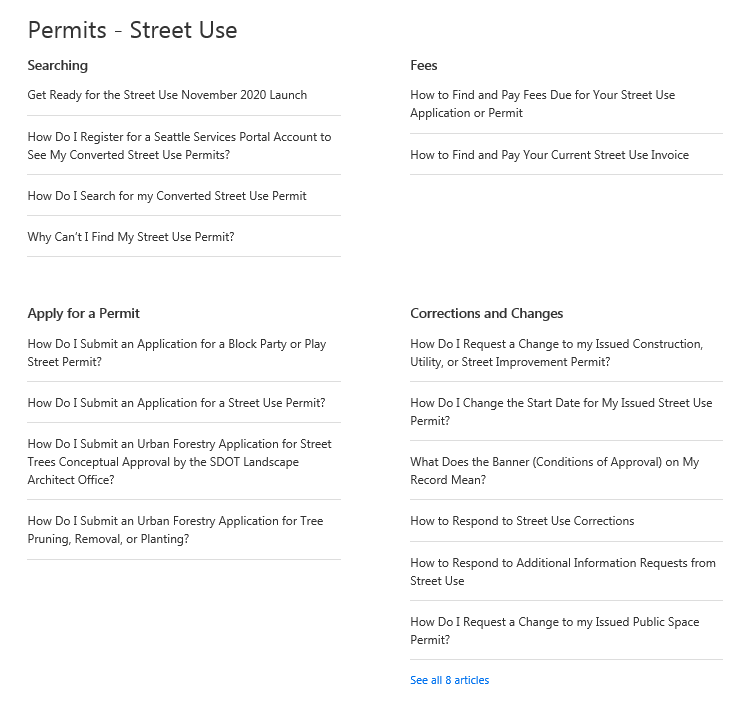 Permits - Street Use
Searching
Get Ready for the Street Use November 2020 Launch
How Do I Register for a Seattle Services Portal Account to
See My Converted Street Use Permits?
How Do I Search for my Converted Street Use Permit
Why Can't I Find My Street Use Permit?
Fees
How to Find and Pay Fees Due for Your Street Use
Application or Permit
How to Find and Pay Your Current Street Use Invoice
Apply for a Permit
How Do I Submit an Application for a Block Party or Play
Street Permit?
How Do I Submit an Application for a Street Use Permit?
How Do I Submit an Urban Forestry Application for Street
Trees Conceptual Approval by the SDOT Landscape
Architect Office?
How Do I Submit an Urban Forestry Application for Tree
Pruning, Removal, or Planting?
Corrections and Changes
How Do I Request a Change to my Issued Construction,
Utility, or Street Improvement Permit?
How Do I Change the Start Date for My Issued Street Use
Permit?
What Does the Banner (Conditions of Approval) on My
Record Mean?
How to Respond to Street Use Corrections
How to Respond to Additional Information Requests from
Street Use
How Do I Request a Change to my Issued Public Space
Permit?
See all 8 articles